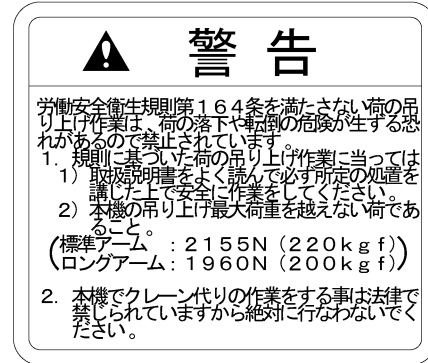 警告
労働安全衛生規則第164条を満たさない荷の吊
り上げ作業は、荷の落下や転倒の危険が生ずる恐
れがあるので禁止されています。
1. 規則に基づいた荷の吊り上げ作業に当っては
1) 取扱説明書をよく読んで必ず所定の処置を
講じた上で安全に作業をしてください。
2) 本機の吊り上げ最大荷重を越えない荷であ
ること。
(標準アーム :2155N(220kgf)
ロングアーム:1960N(200kgf))
2. 本機でクレーン代りの作業をする事は法律で
禁じられていますから絶対に行なわないでく
ださい。